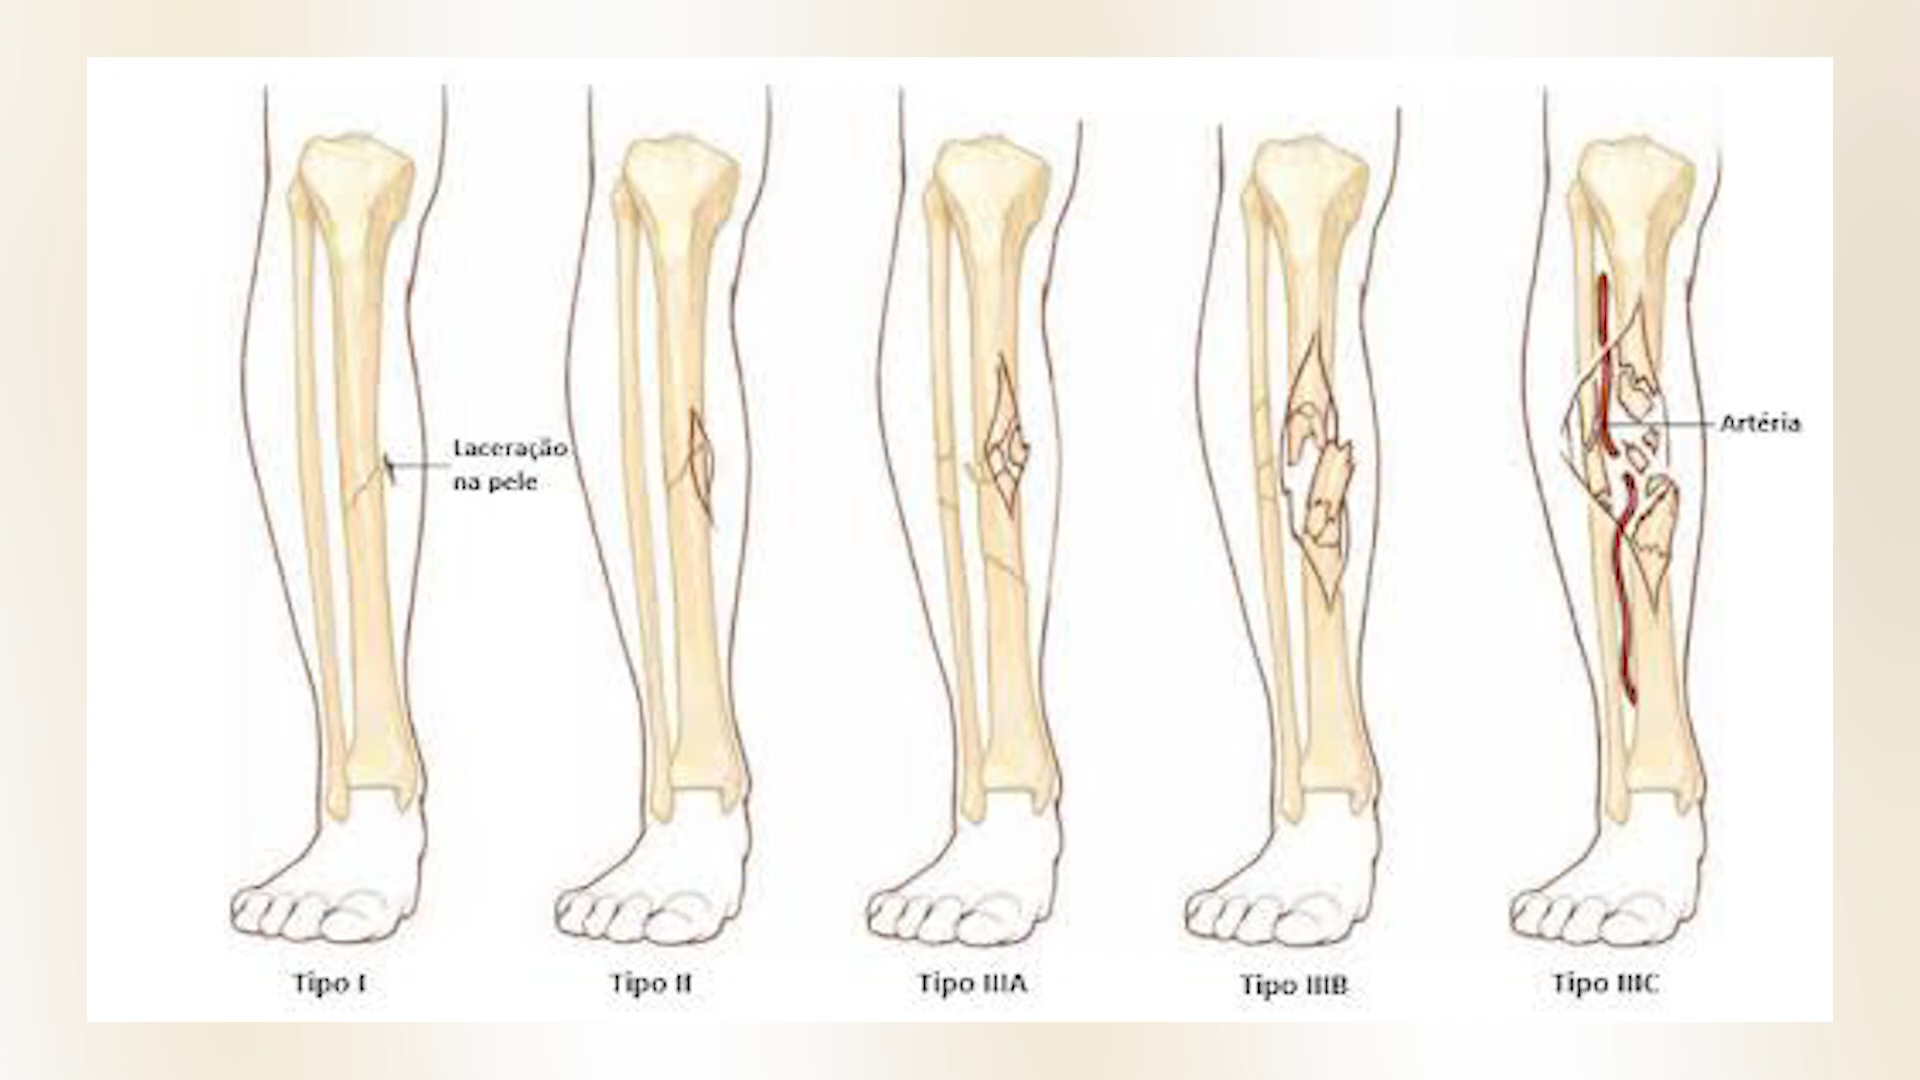 Laceração
na pele
Artéria
Tipo I
Tipo II
Tipo IIIA
Tipo IIIB
Tipo IIIC